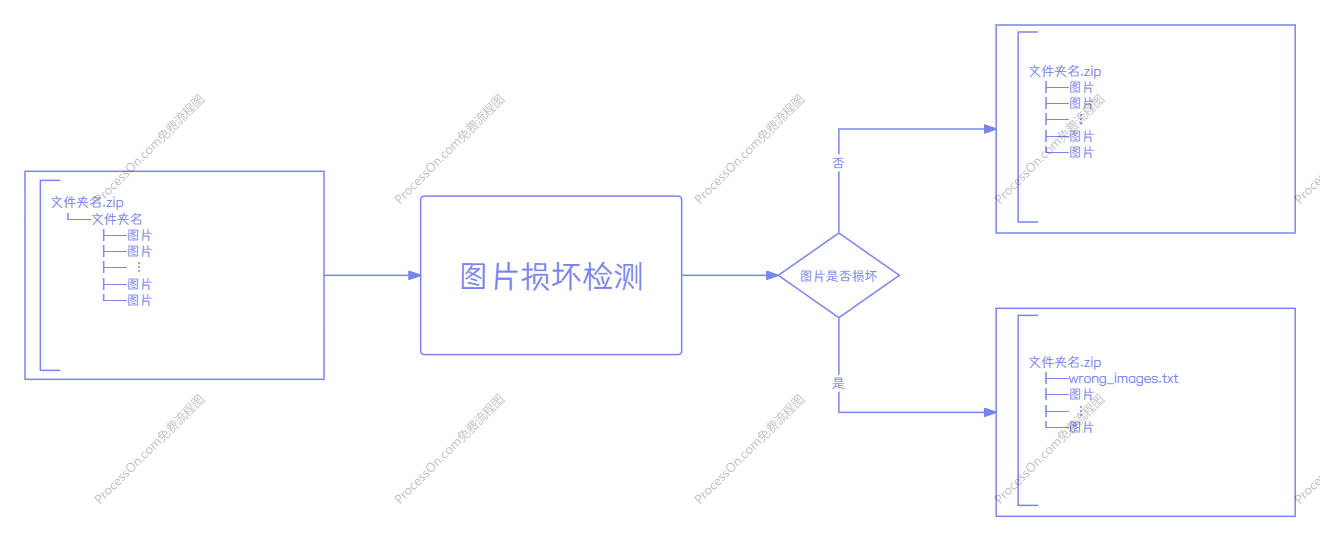 文件夹名.zip
└──文件夹名
├──图片
├──图片
├── ⋮
├──图片
└──图片
图片损坏检测
图片是否损坏
否
文件夹名.zip
├──图片
├──图片
├── ⋮
├──图片
└──图片
是
文件夹名.zip
├──wrong_images.txt
├──图片
├── ⋮
└──图片
ProcessOn.com免费流程图
ProcessOn.com免费流程图
ProcessOn.com免费流程图
ProcessOn.com免费流程图
Process
ProcessOn.com免费流程图
ProcessOn.com免费流程图
ProcessOn.com免费流程图
ProcessOn.com免费流程图
Process